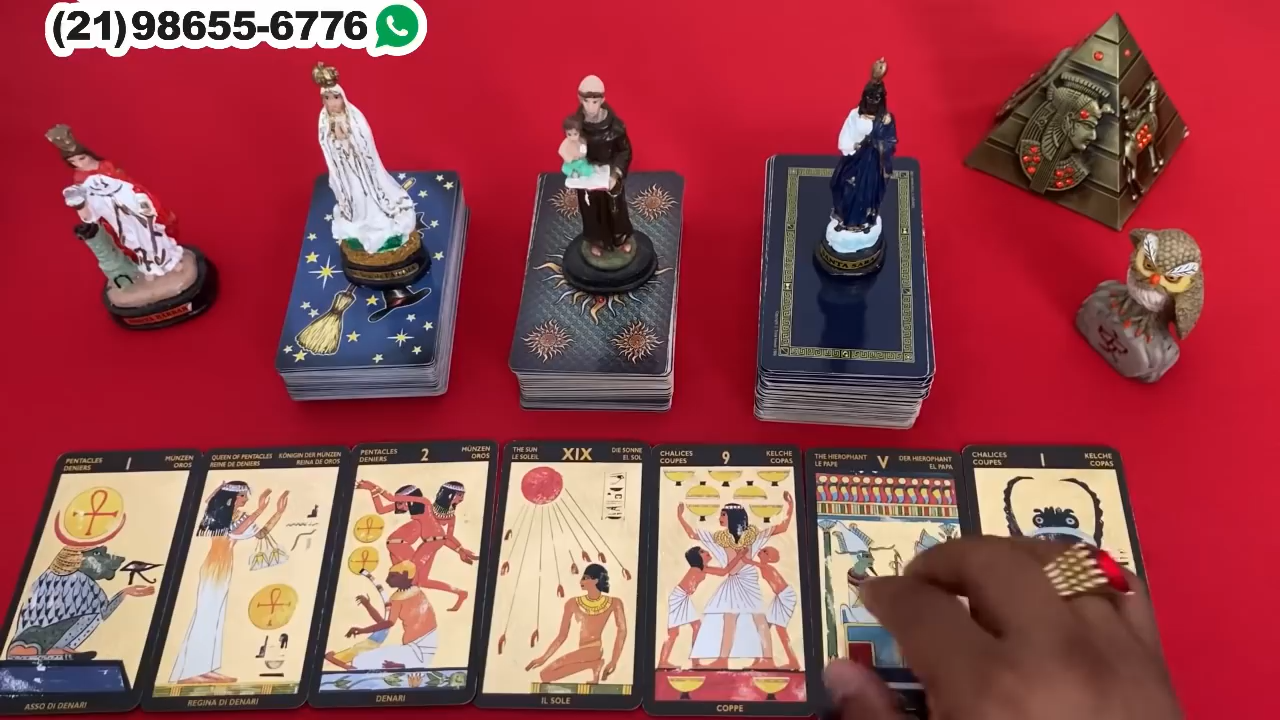 (21)98655-6776
SANTA SARA
PENTACLES
DENIERS
I
MÜNZEN
OROS
ASSO DI DENARI
QUEEN OF PENTACLES
REINE DE DENIERS
KÖNIGIN DER MÜNZEN
REINA DE OROS
REGINA DI DENARI
PENTACLES
DENIERS
2
MÜNZEN
OROS
DENARI
THE SUN
LE SOLEIL
XIX
DIE SONNE
EL SOL
IL SOLE
CHALICES
COUPES
9
KELCHE
COPAS
COPPE
THE HIEROPHANT
LE PAPE
V
DER HIEROPHANT
EL PAPA
CHALICES
COUPES
I
KELCHE
COPAS